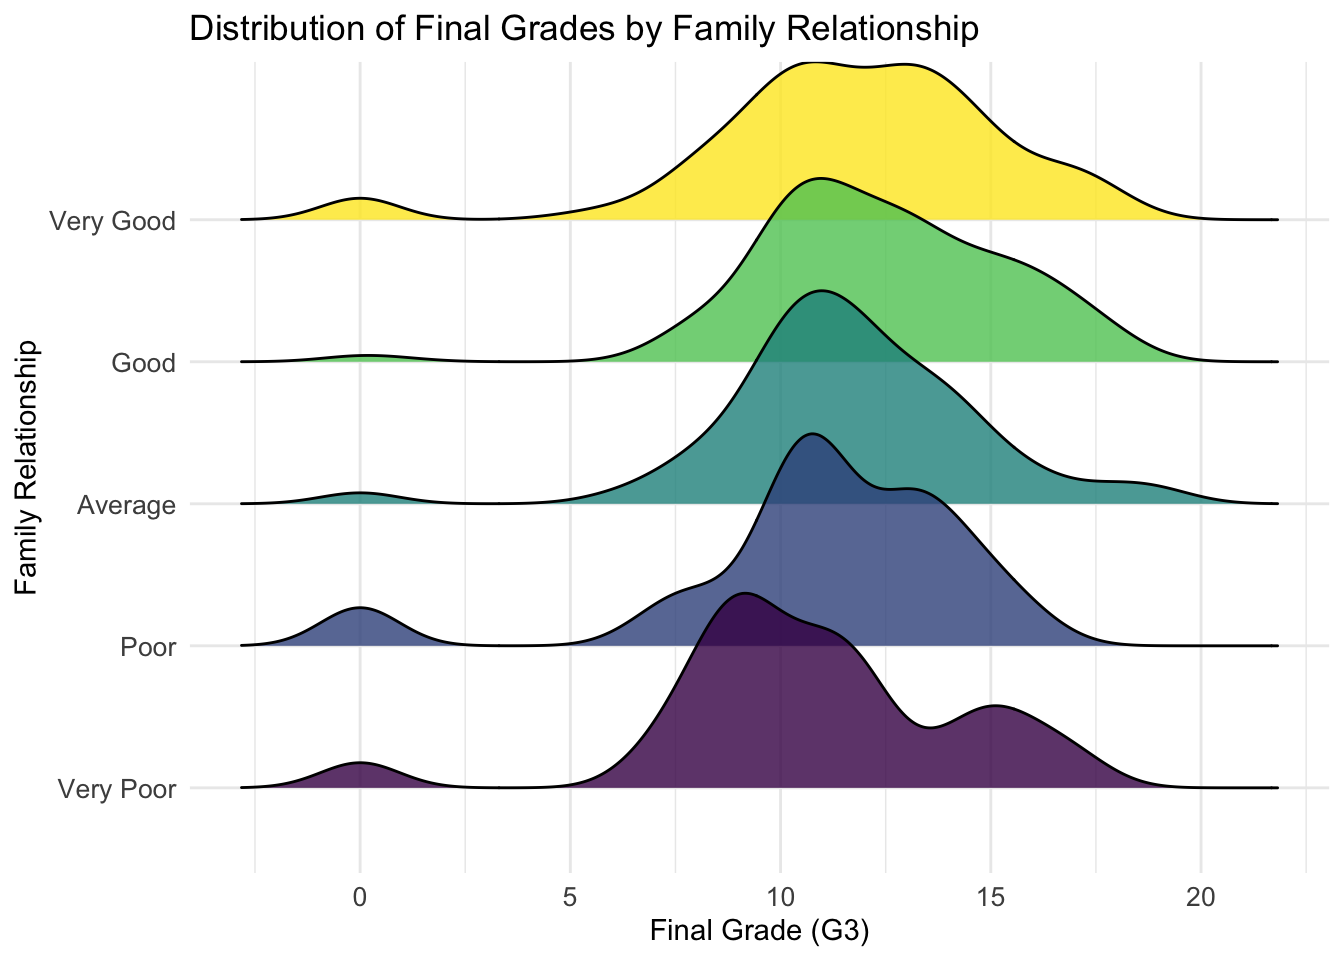 Distribution of Final Grades by Family Relationship
Family Relationship
Very Good
Good
Average
Poor
Very Poor
0 5 10 15 20
Final Grade (G3)